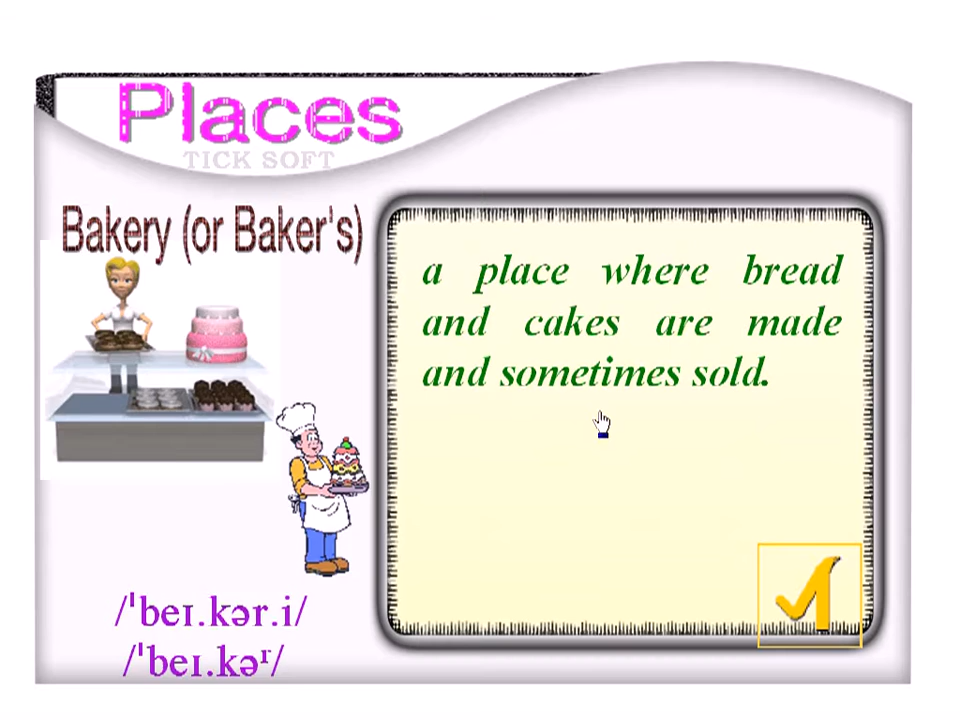 Places
TICK SOFT
Bakery (or Baker's)
a place where bread
and cakes are made
and sometimes sold.
/ˈbeɪ.kər.i/
/ˈbeɪ.kəʳ/